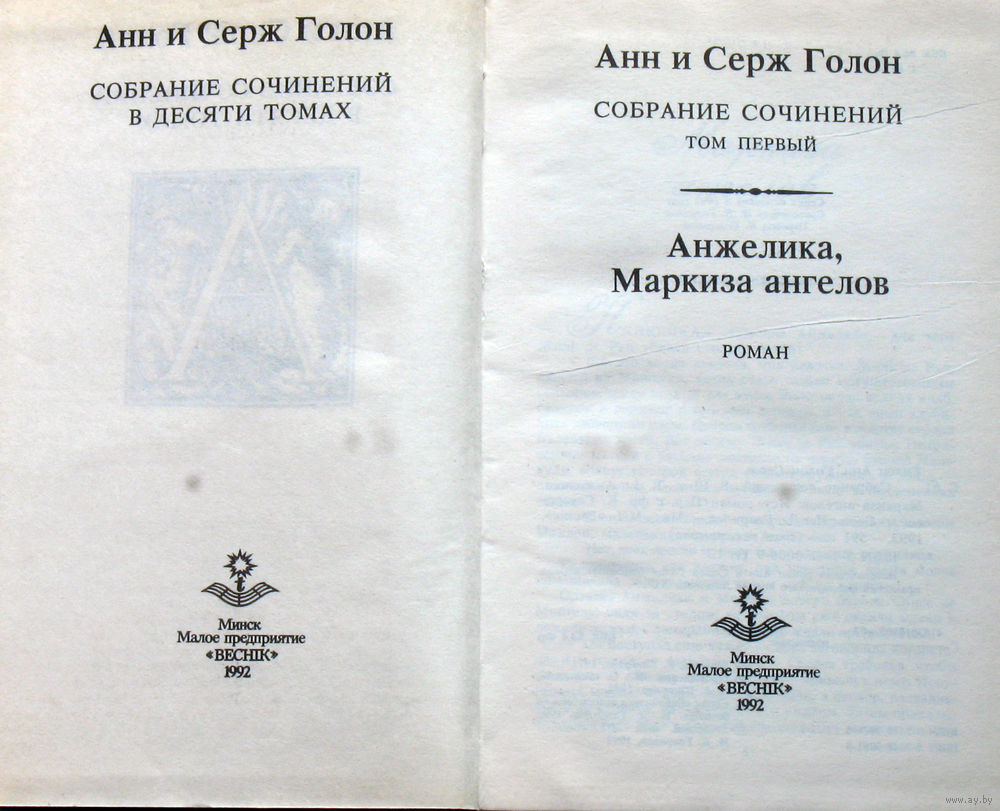 Анн и Серж Голон
СОБРАНИЕ СОЧИНЕНИЙ
В ДЕСЯТИ ТОМАХ
Минск
Малое предприятие
«ВЕСНІК»
1992
Анн и Серж Голон
СОБРАНИЕ СОЧИНЕНИЙ
ТОМ ПЕРВЫЙ
Анжелика,
Маркиза ангелов
РОМАН
Минск
Малое предприятие
«ВЕСНІК»
1992
www.ay.by